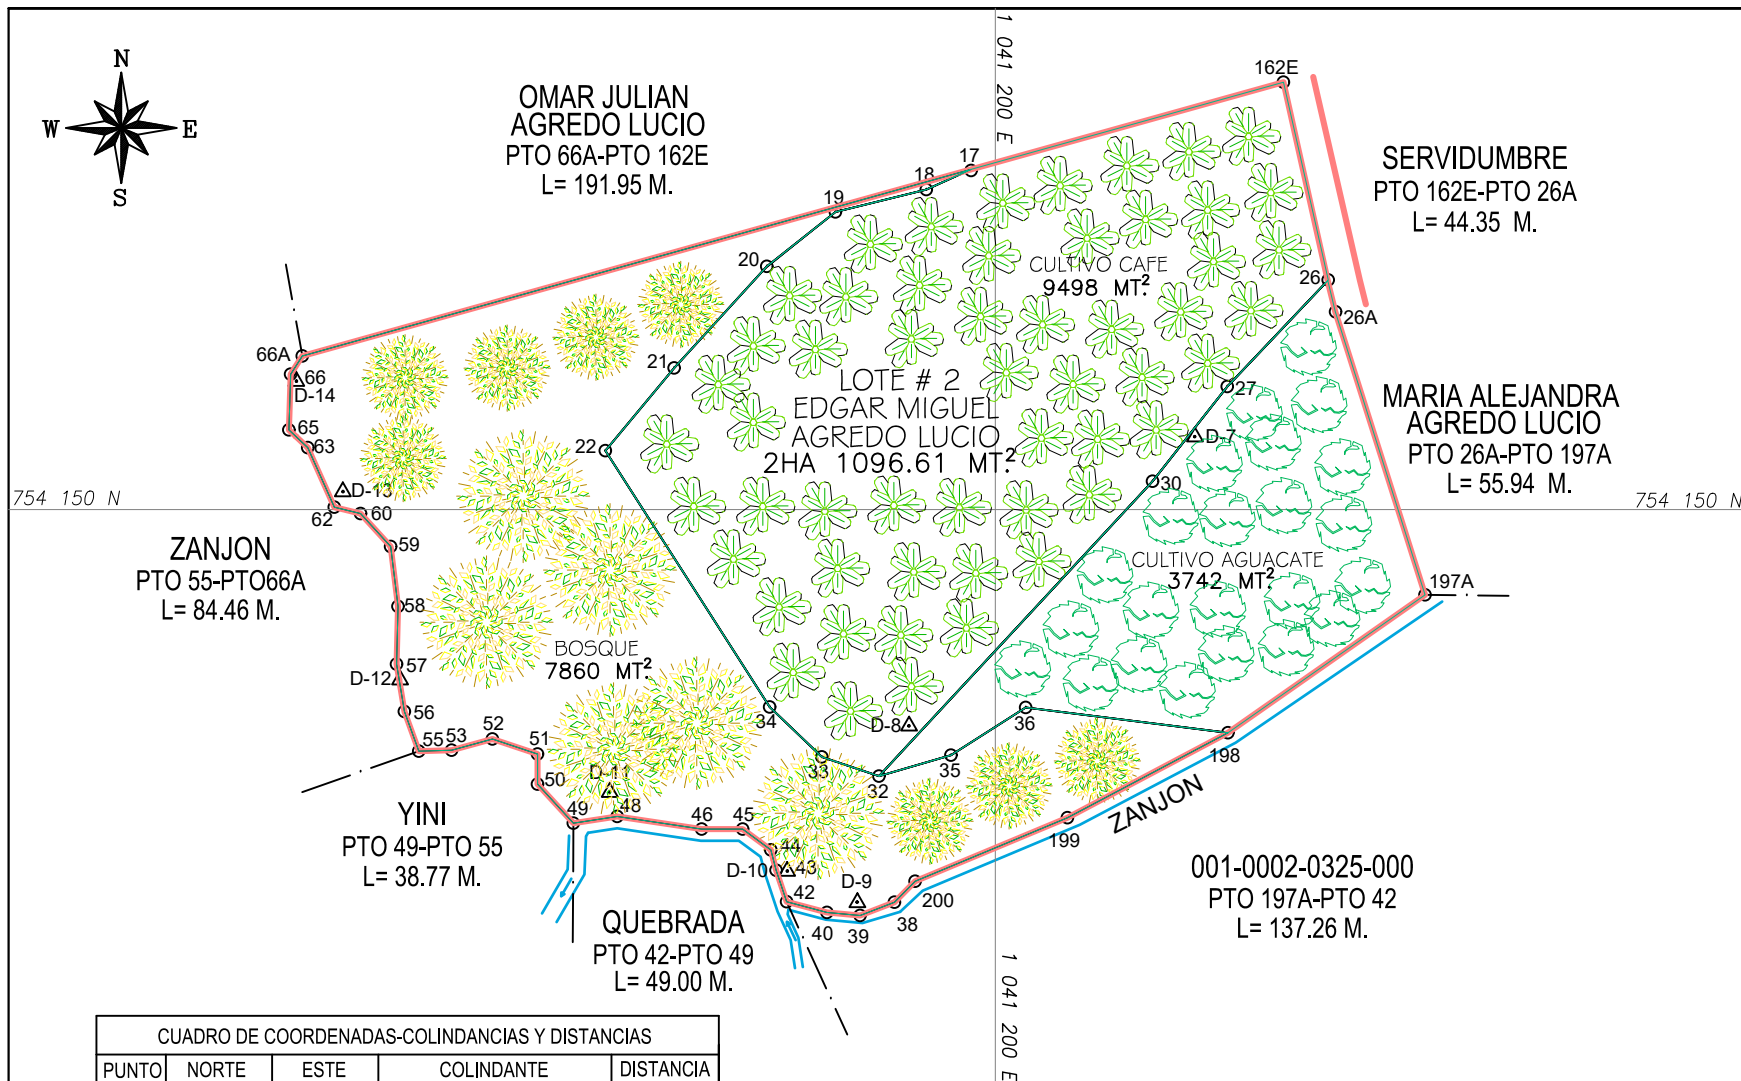 N
W E
S
OMAR JULIAN
AGREDO LUCIO
PTO 66A-PTO 162E
L= 191.95 M.
1 041 200 E
162E
SERVIDUMBRE
PTO 162E-PTO 26A
L= 44.35 M.
17
18
19
20
CULTIVO CAFE
9498 MT²
26
26A
66A
66
D-14
21
LOTE # 2
EDGAR MIGUEL
AGREDO LUCIO
2HA 1096.61 MT²
27
MARIA ALEJANDRA
AGREDO LUCIO
PTO 26A-PTO 197A
L= 55.94 M.
65
63
22
D-7
30
754 150 N
754 150 N
D-13
62
60
59
ZANJON
PTO 55-PTO66A
L= 84.46 M.
CULTIVO AGUACATE
3742 MT²
197A
58
BOSQUE
7860 MT²
57
D-12
56
34
D-8
36
55
53
52
51
33
35
32
198
50
D-11
ZANJON
YINI
PTO 49-PTO 55
L= 38.77 M.
49
48
46
45
44
199
D-10
43
D-9
42
200
40
39
38
001-0002-0325-000
PTO 197A-PTO 42
L= 137.26 M.
QUEBRADA
PTO 42-PTO 49
L= 49.00 M.
1 041 200 E
CUADRO DE COORDENADAS-COLINDANCIAS Y DISTANCIAS
PUNTO NORTE ESTE COLINDANTE DISTANCIA